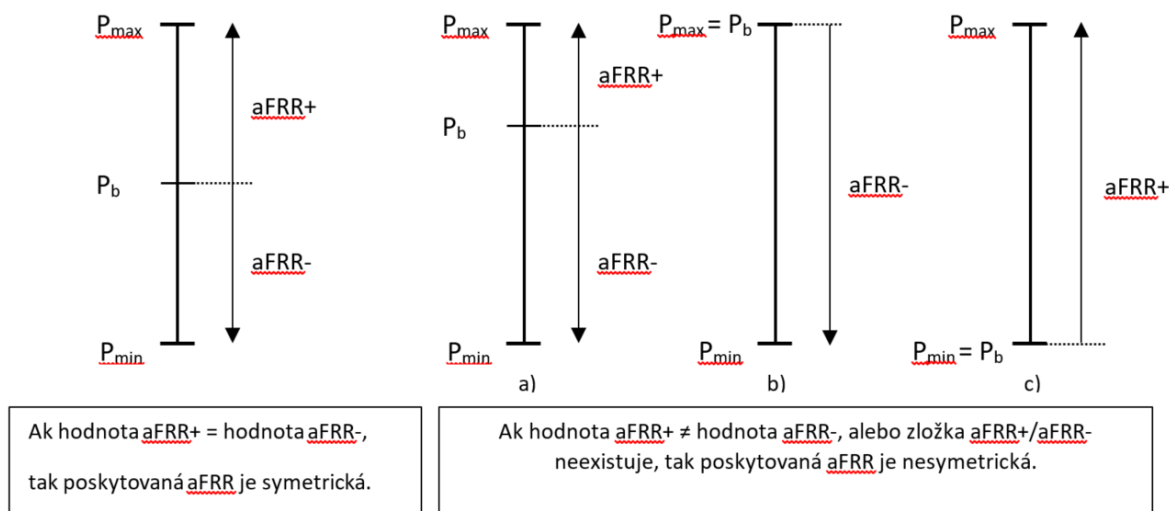 Pmax
aFRR+
Pb
aFRR-
Pmin
Pmax
aFRR+
Pb
aFRR-
Pmin
a)
Pmax = Pb
aFRR-
Pmin
b)
Pmax
aFRR+
Pmin = Pb
c)
Ak hodnota aFRR+ = hodnota aFRR-,
tak poskytovaná aFRR je symetrická.
Ak hodnota aFRR+ ≠ hodnota aFRR-, alebo zložka aFRR+/aFRR-
neexistuje, tak poskytovaná aFRR je nesymetrická.